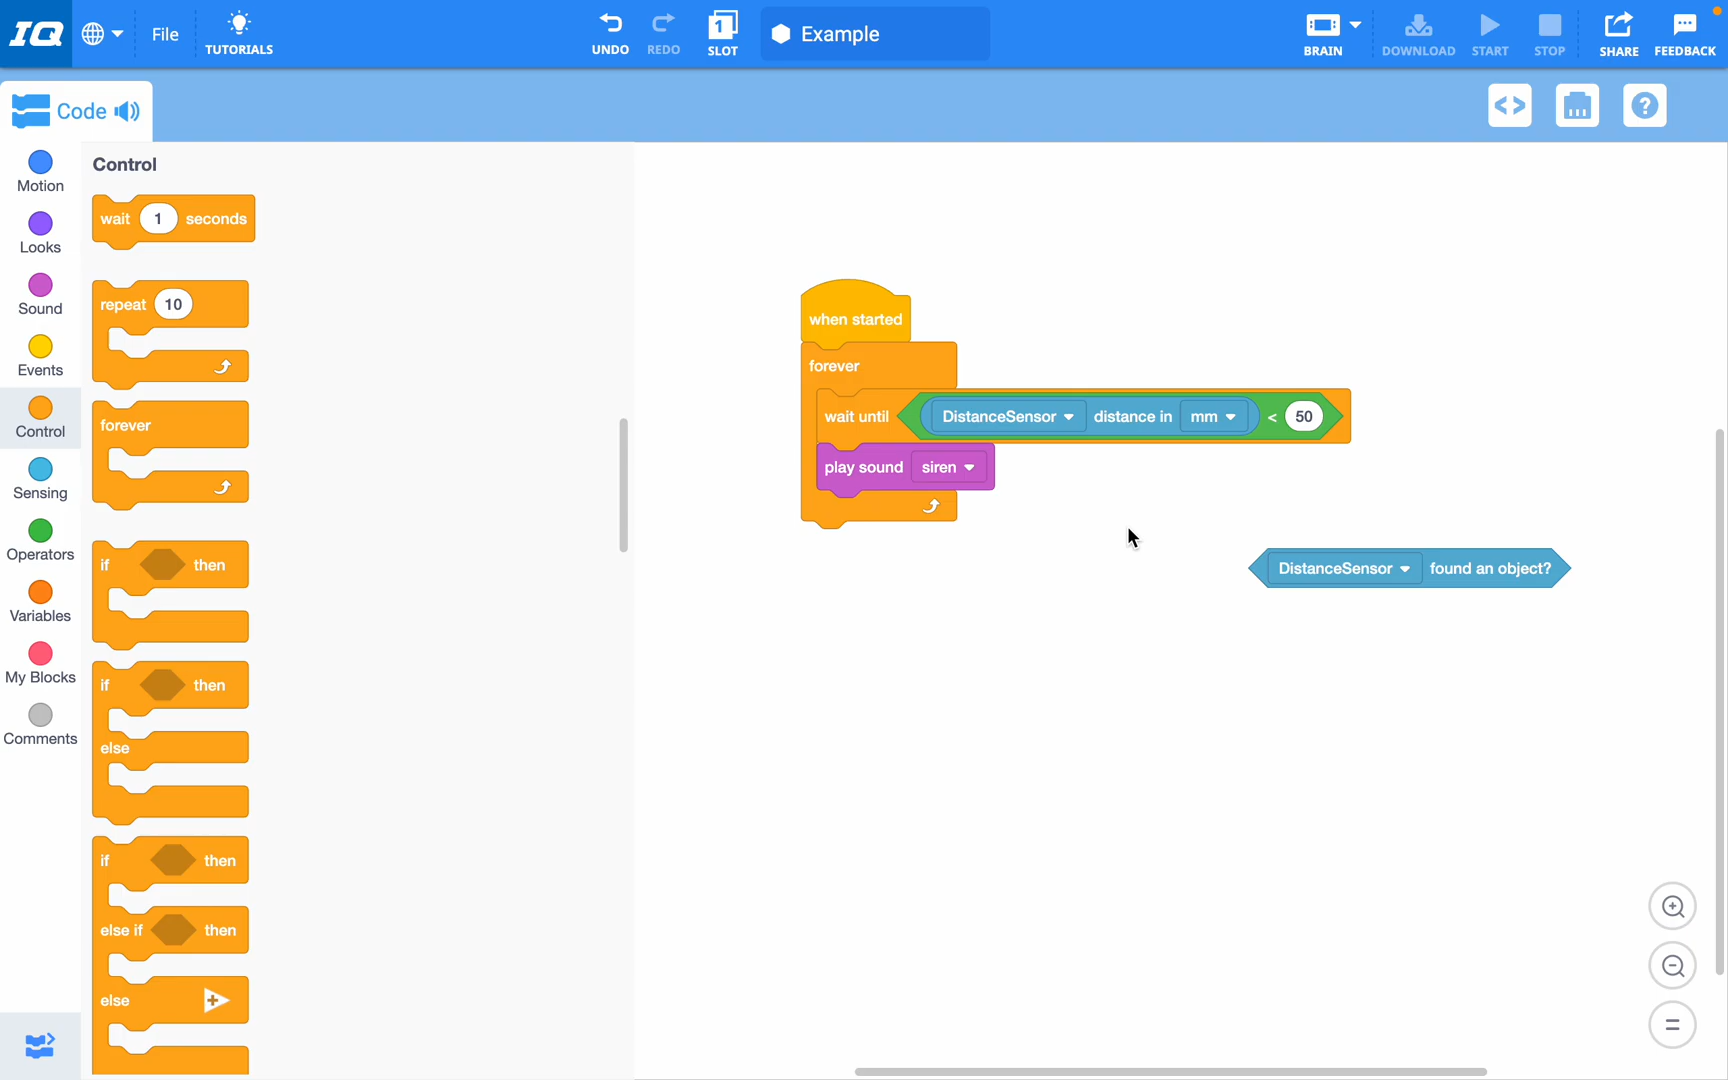 IQ
File
TUTORIALS
UNDO
REDO
1
SLOT
Example
BRAIN
DOWNLOAD
START
STOP
SHARE
FEEDBACK
Code
Motion
Looks
Sound
Events
Control
Sensing
Operators
Variables
My Blocks
Comments
Control
wait 1 seconds
repeat 10
forever
if then
if then
else
if then
else if then
else
when started
forever
wait until DistanceSensor distance in mm < 50
play sound siren
DistanceSensor found an object?